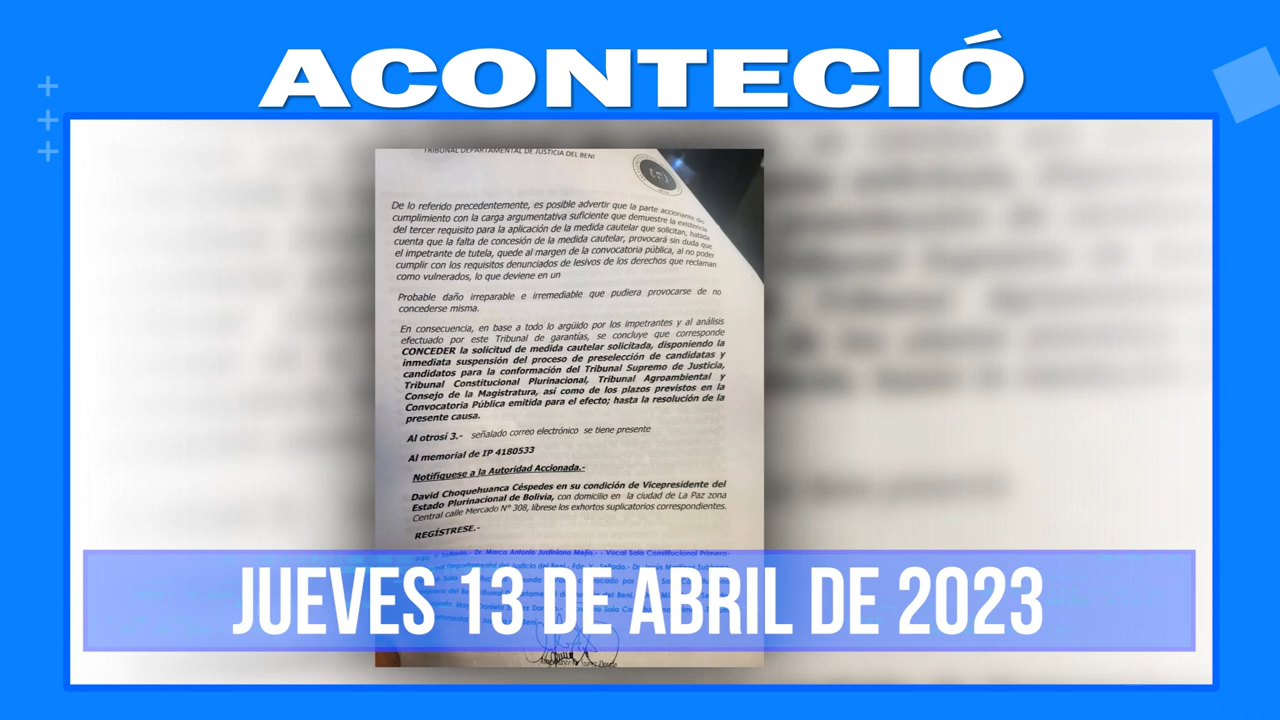 ACONTECIÓ
TRIBUNAL DEPARTAMENTAL DE JUSTICIA DEL BENI
De lo referido precedentemente, es posible advertir que la parte accionante dio
cumplimiento con la carga argumentativa suficiente que demuestre la existencia
del tercer requisito para la aplicación de la medida cautelar que solicitan, habida
cuenta que la falta de concesión de la medida cautelar, provocará sin duda que
el impetrante de tutela, quede al margen de la convocatoria pública, al no poder
cumplir con los requisitos denunciados de lesivos de los derechos que reclaman
como vulnerados, lo que deviene en un
Probable daño irreparable e irremediable que pudiera provocarse de no
concederse misma.
En consecuencia, en base a todo lo argüido por los impetrantes y al análisis
efectuado por este Tribunal de garantías, se concluye que corresponde
CONCEDER la solicitud de medida cautelar solicitada, disponiendo la
inmediata suspensión del proceso de preselección de candidatas y
candidatos para la conformación del Tribunal Supremo de Justicia,
Tribunal Constitucional Plurinacional, Tribunal Agroambiental y
Consejo de la Magistratura, así como de los plazos previstos en la
Convocatoria Pública emitida para el efecto; hasta la resolución de la
presente causa.
Al otrosí 3.- señalado correo electrónico se tiene presente
Al memorial de IP 4180533
Notifíquese a la Autoridad Accionada.-
David Choquehuanca Céspedes en su condición de Vicepresidente del
Estado Plurinacional de Bolivia, con domicilio en la ciudad de La Paz zona
Central calle Mercado N° 308, líbrese los exhortos suplicatorios correspondientes.
REGÍSTRESE.-
Fdo. Y Sellado.- Dr. Marco Antonio Justiniano Mejía.- - Vocal Sala Constitucional Primera-
JUEVES 13 DE ABRIL DE 2023